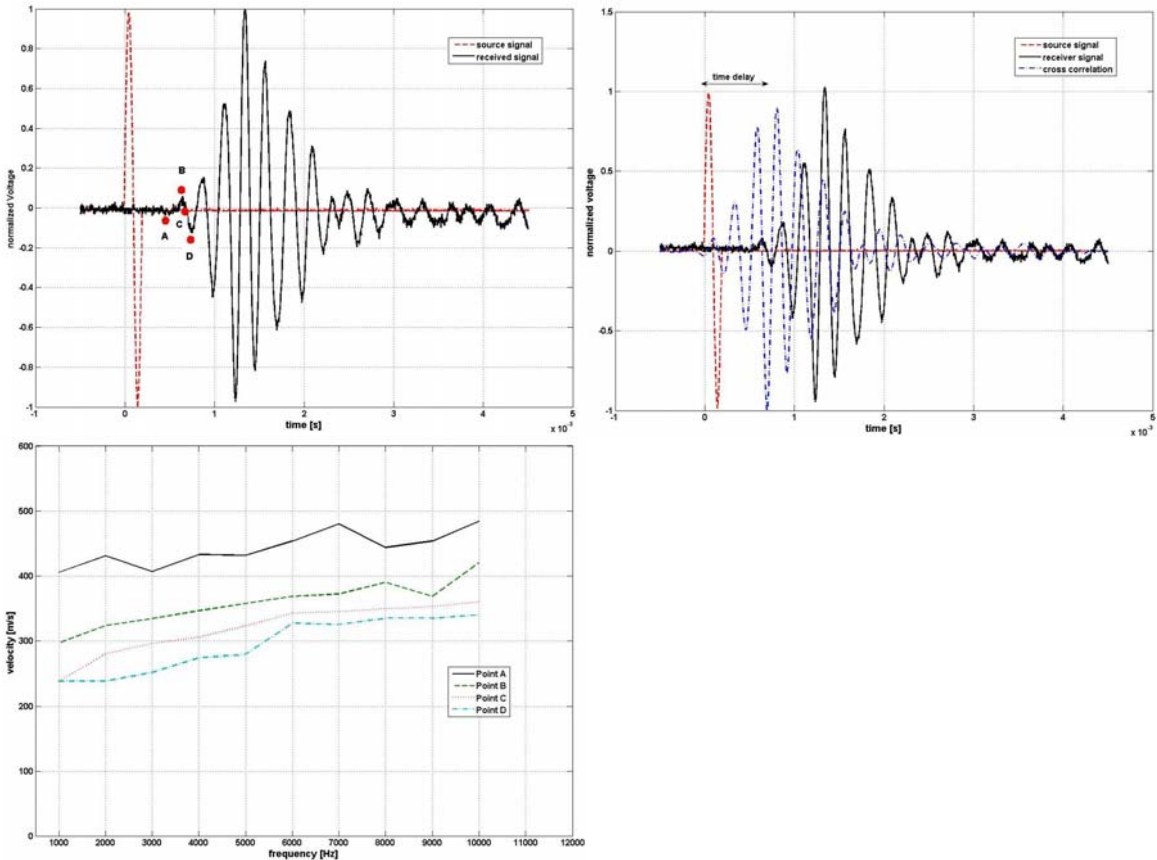 1
0.8
0.6
0.4
0.2
0
-0.2
-0.4
-0.6
-0.8
-1
normalized Voltage
source signal
received signal
B
C
A
D
-1 0 1 2 3 4 5
time [s]
x 10⁻³
1.5
1
0.5
0
-0.5
-1
normalized voltage
source signal
receiver signal
cross correlation
time delay
-1 0 1 2 3 4 5
time [s]
x 10⁻³
600
500
400
300
200
100
0
velocity [m/s]
Point A
Point B
Point C
Point D
1000 2000 3000 4000 5000 6000 7000 8000 9000 10000 11000 12000
frequency [Hz]